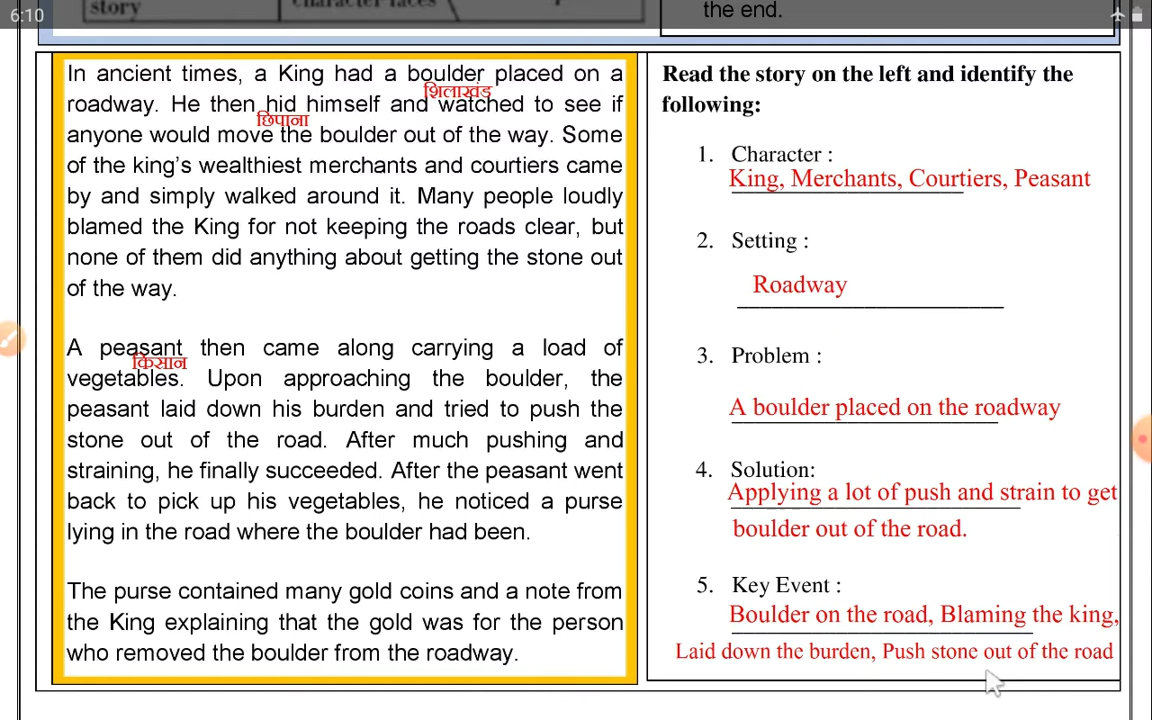 6:10
story
the end.
In ancient times, a King had a boulder placed on a
शिलाखंड
roadway. He then hid himself and watched to see if
छिपाना
anyone would move the boulder out of the way. Some
of the king's wealthiest merchants and courtiers came
by and simply walked around it. Many people loudly
blamed the King for not keeping the roads clear, but
none of them did anything about getting the stone out
of the way.
A peasant then came along carrying a load of
किसान
vegetables. Upon approaching the boulder, the
peasant laid down his burden and tried to push the
stone out of the road. After much pushing and
straining, he finally succeeded. After the peasant went
back to pick up his vegetables, he noticed a purse
lying in the road where the boulder had been.
The purse contained many gold coins and a note from
the King explaining that the gold was for the person
who removed the boulder from the roadway.
Read the story on the left and identify the
following:
1. Character :
King, Merchants, Courtiers, Peasant
2. Setting :
Roadway
3. Problem :
A boulder placed on the roadway
4. Solution:
Applying a lot of push and strain to get
boulder out of the road.
5. Key Event :
Boulder on the road, Blaming the king,
Laid down the burden, Push stone out of the road